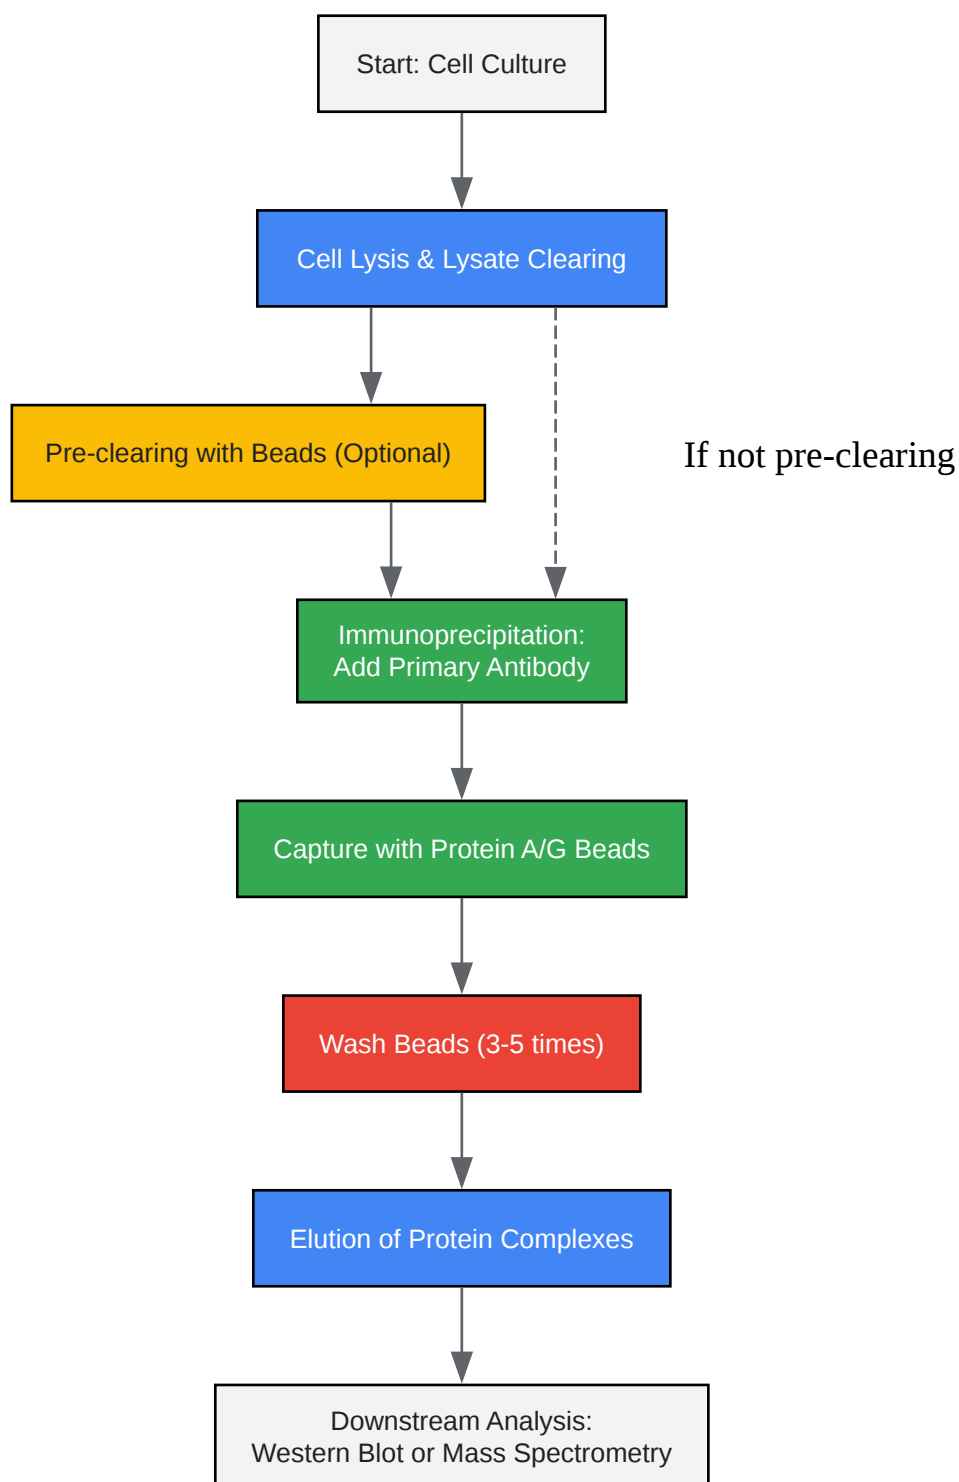 Start: Cell Culture
Cell Lysis & Lysate Clearing
Pre-clearing with Beads (Optional)
If not pre-clearing
Immunoprecipitation:
Add Primary Antibody
Capture with Protein A/G Beads
Wash Beads (3-5 times)
Elution of Protein Complexes
Downstream Analysis:
Western Blot or Mass Spectrometry